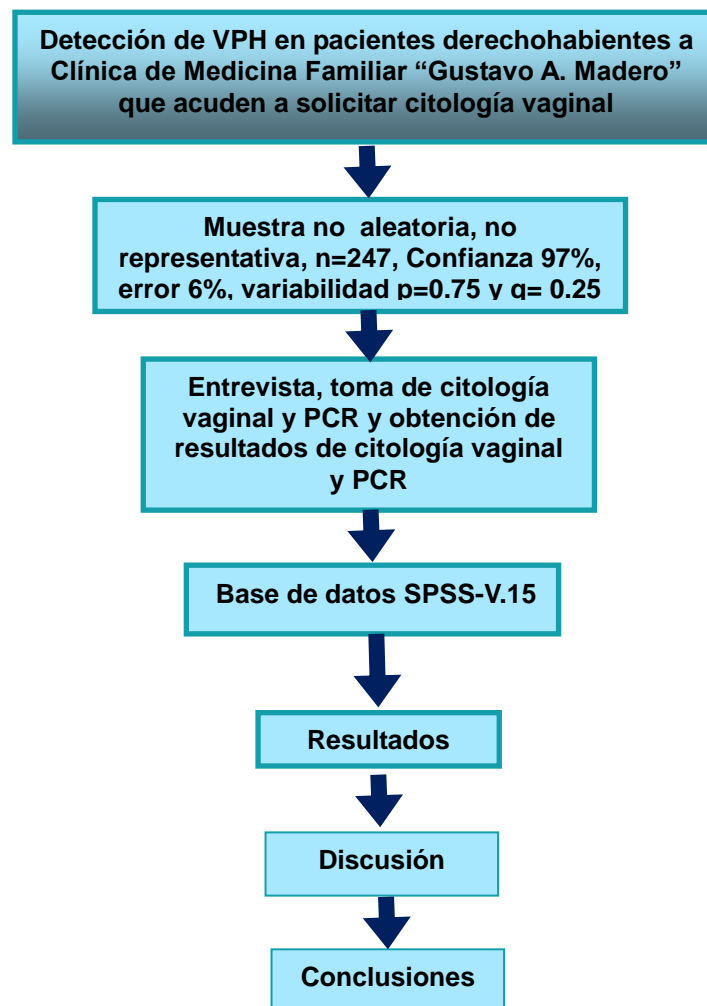 Detección de VPH en pacientes derechohabientes a
Clínica de Medicina Familiar “Gustavo A. Madero”
que acuden a solicitar citología vaginal
Muestra no aleatoria, no
representativa, n=247, Confianza 97%,
error 6%, variabilidad p=0.75 y q= 0.25
Entrevista, toma de citología
vaginal y PCR y obtención de
resultados de citología vaginal
y PCR
Base de datos SPSS-V.15
Resultados
Discusión
Conclusiones